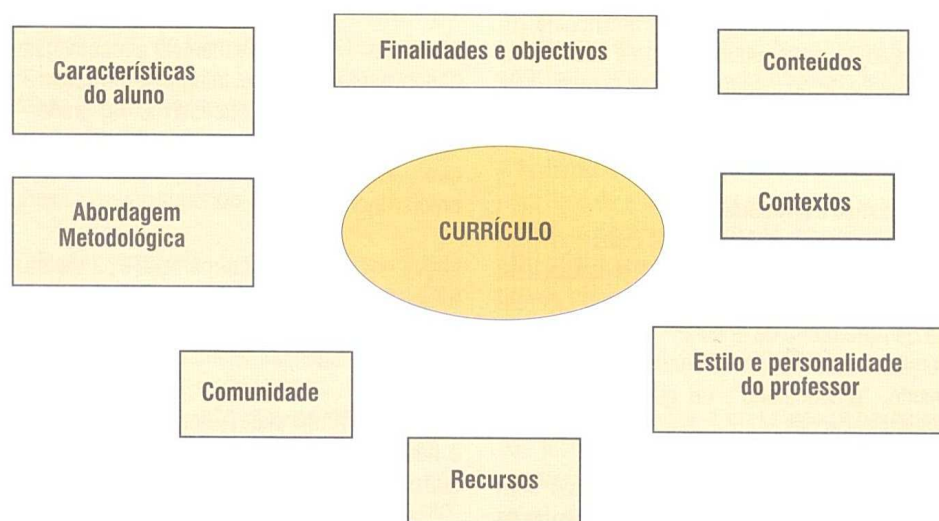 Características
do aluno
Finalidades e objectivos
Conteúdos
Abordagem
Metodológica
CURRÍCULO
Contextos
Comunidade
Estilo e personalidade
do professor
Recursos